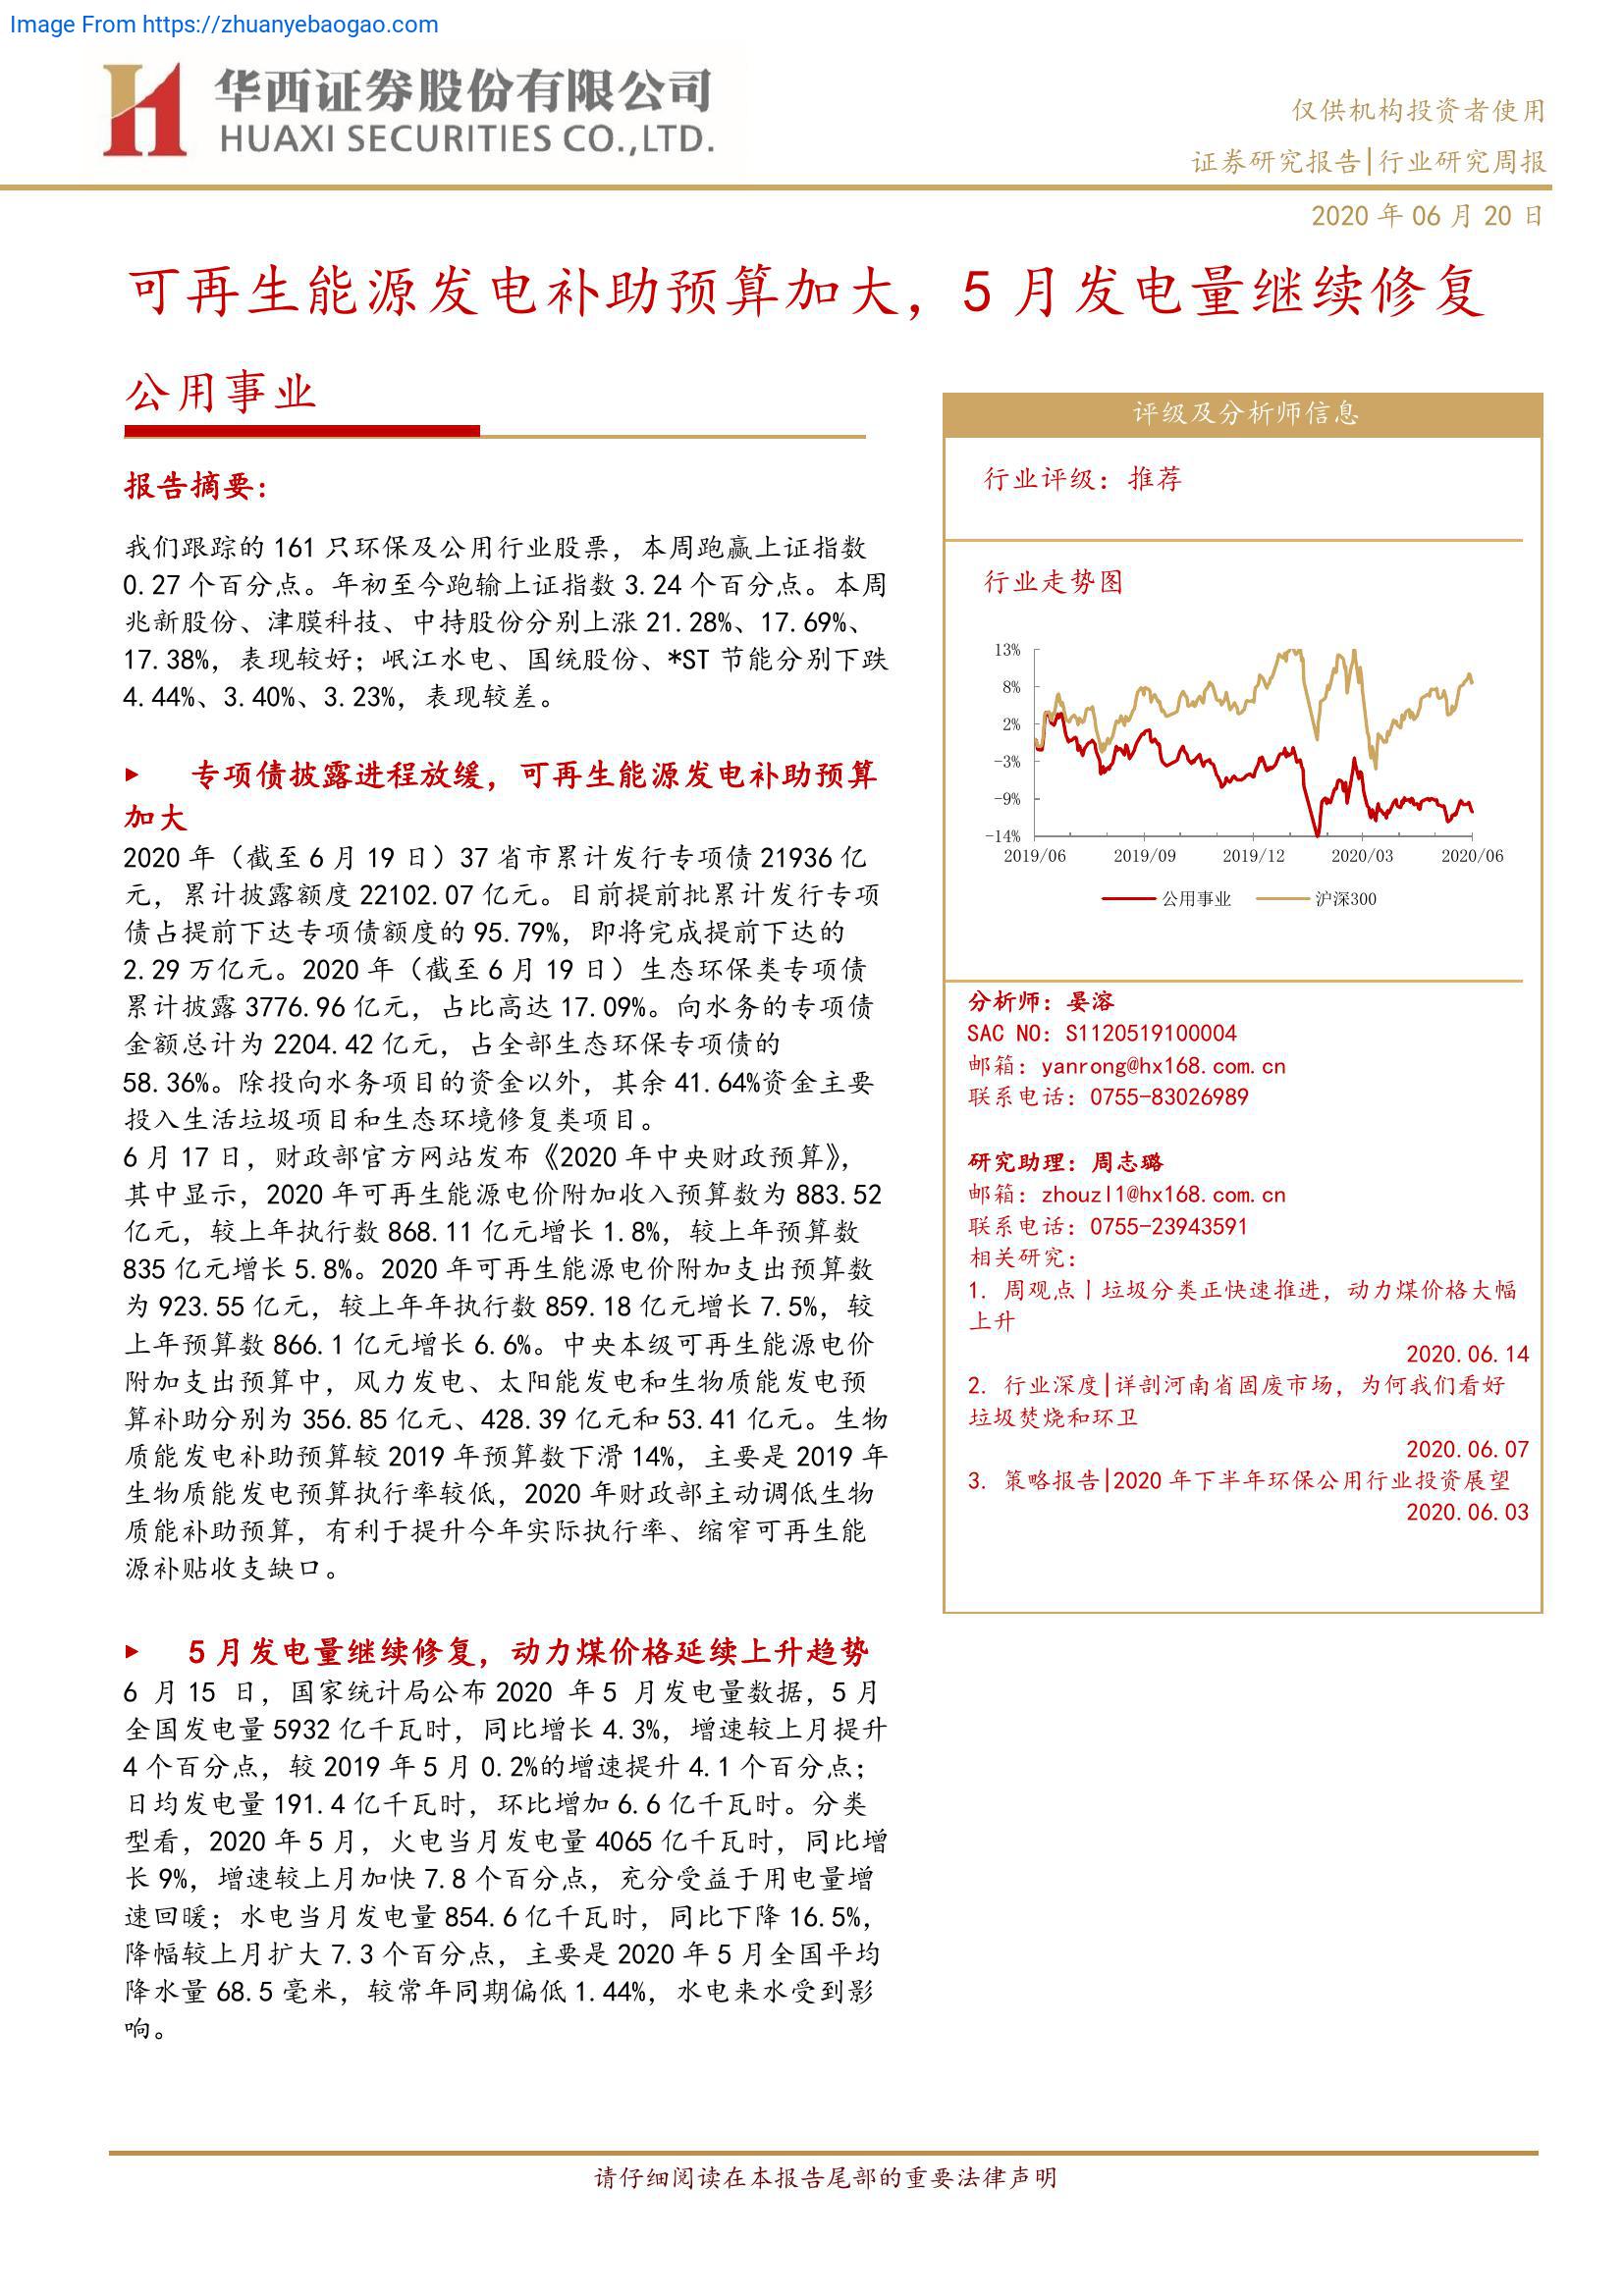 Image From https://zhuanyebaogao.com
华西证券股份有限公司
HUAXI SECURITIES CO.,LTD.
仅供机构投资者使用
证券研究报告|行业研究周报
2020 年 06 月 20 日
可再生能源发电补助预算加大，5 月发电量继续修复
公用事业
报告摘要：
我们跟踪的 161 只环保及公用行业股票，本周跑赢上证指数
0.27 个百分点。年初至今跑输上证指数 3.24 个百分点。本周
兆新股份、津膜科技、中持股份分别上涨 21.28%、17.69%、
17.38%，表现较好；岷江水电、国统股份、*ST 节能分别下跌
4.44%、3.40%、3.23%，表现较差。
► 专项债披露进程放缓，可再生能源发电补助预算
加大
2020 年（截至 6 月 19 日）37 省市累计发行专项债 21936 亿
元，累计披露额度 22102.07 亿元。目前提前批累计发行专项
债占提前下达专项债额度的 95.79%，即将完成提前下达的
2.29 万亿元。2020 年（截至 6 月 19 日）生态环保类专项债
累计披露 3776.96 亿元，占比高达 17.09%。向水务的专项债
金额总计为 2204.42 亿元，占全部生态环保专项债的
58.36%。除投向水务项目的资金以外，其余 41.64%资金主要
投入生活垃圾项目和生态环境修复类项目。
6 月 17 日，财政部官方网站发布《2020 年中央财政预算》，
其中显示，2020 年可再生能源电价附加收入预算数为 883.52
亿元，较上年执行数 868.11 亿元增长 1.8%，较上年预算数
835 亿元增长 5.8%。2020 年可再生能源电价附加支出预算数
为 923.55 亿元，较上年年执行数 859.18 亿元增长 7.5%，较
上年预算数 866.1 亿元增长 6.6%。中央本级可再生能源电价
附加支出预算中，风力发电、太阳能发电和生物质能发电预
算补助分别为 356.85 亿元、428.39 亿元和 53.41 亿元。生物
质能发电补助预算较 2019 年预算数下滑 14%，主要是 2019 年
生物质能发电预算执行率较低，2020 年财政部主动调低生物
质能补助预算，有利于提升今年实际执行率、缩窄可再生能
源补贴收支缺口。
► 5 月发电量继续修复，动力煤价格延续上升趋势
6 月 15 日，国家统计局公布 2020 年 5 月发电量数据，5 月
全国发电量 5932 亿千瓦时，同比增长 4.3%，增速较上月提升
4 个百分点，较 2019 年 5 月 0.2%的增速提升 4.1 个百分点；
日均发电量 191.4 亿千瓦时，环比增加 6.6 亿千瓦时。分类
型看，2020 年 5 月，火电当月发电量 4065 亿千瓦时，同比增
长 9%，增速较上月加快 7.8 个百分点，充分受益于用电量增
速回暖；水电当月发电量 854.6 亿千瓦时，同比下降 16.5%，
降幅较上月扩大 7.3 个百分点，主要是 2020 年 5 月全国平均
降水量 68.5 毫米，较常年同期偏低 1.44%，水电来水受到影
响。
评级及分析师信息
行业评级：推荐
行业走势图
13%
8%
2%
-3%
-9%
-14%
2019/06 2019/09 2019/12 2020/03 2020/06
公用事业 沪深300
分析师：晏溶
SAC NO：S1120519100004
邮箱：yanrong@hx168.com.cn
联系电话：0755-83026989
研究助理：周志璐
邮箱：zhouzl1@hx168.com.cn
联系电话：0755-23943591
相关研究：
1. 周观点丨垃圾分类正快速推进，动力煤价格大幅
上升
2020.06.14
2. 行业深度|详剖河南省固废市场，为何我们看好
垃圾焚烧和环卫
2020.06.07
3. 策略报告|2020 年下半年环保公用行业投资展望
2020.06.03
请仔细阅读在本报告尾部的重要法律声明